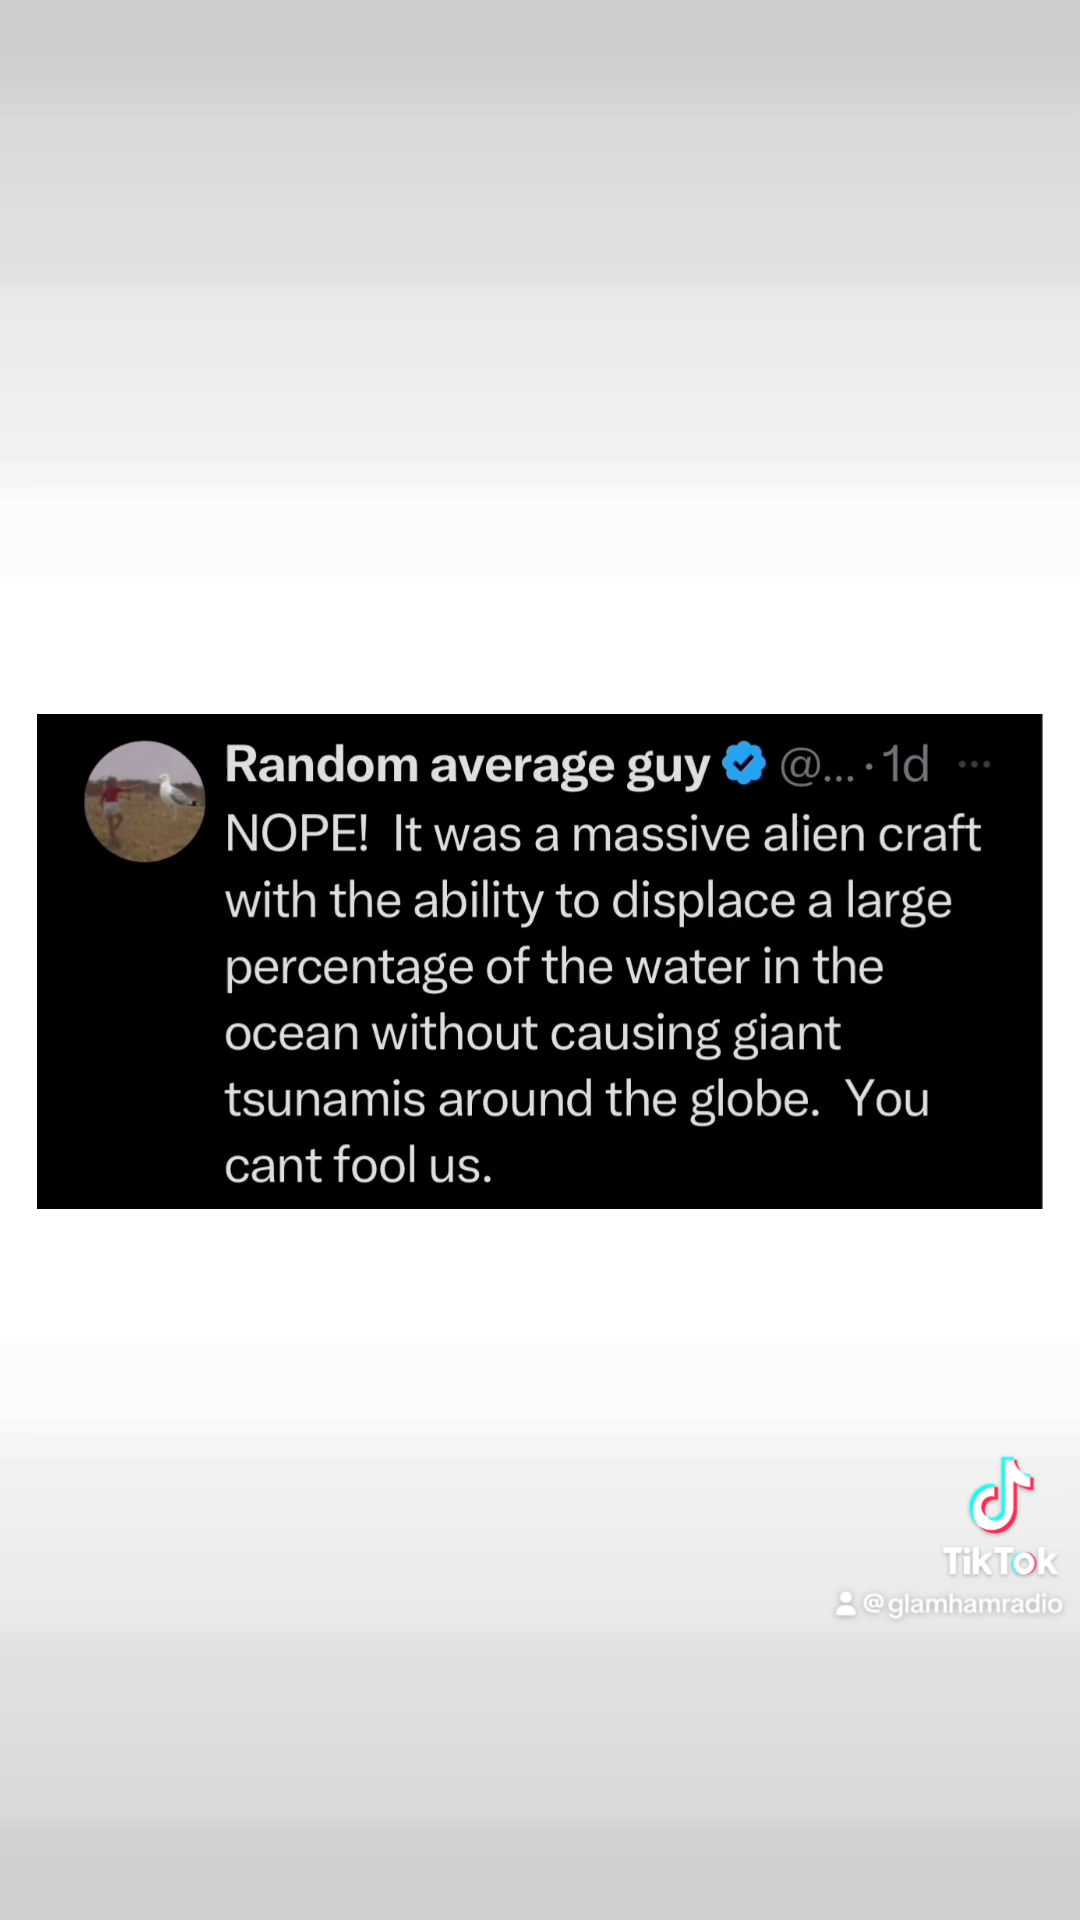 Random average guy @... · 1d ...
NOPE!  It was a massive alien craft
with the ability to displace a large
percentage of the water in the
ocean without causing giant
tsunamis around the globe.  You
cant fool us.
TikTok
@glamhamradio